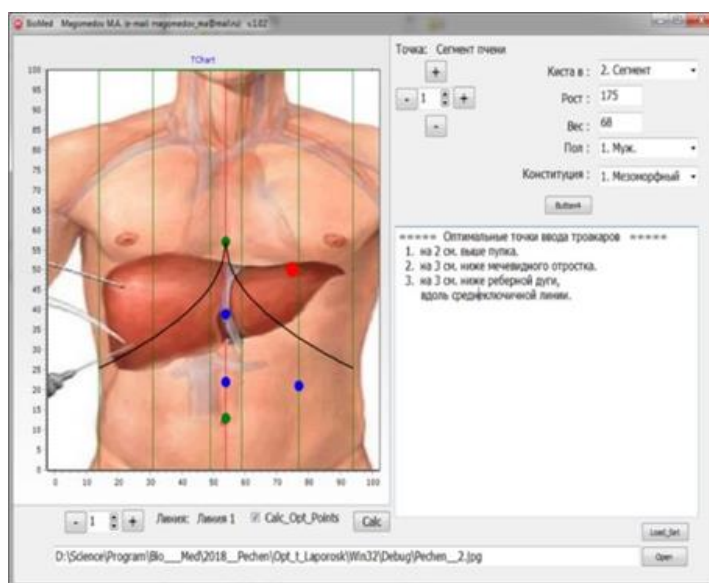 BioMed Magomedov M.A. (e-mail: magomedov_ma@mail.ru) v.1.02
TChart
100
95
90
85
80
75
70
65
60
55
50
45
40
35
30
25
20
15
10
5
0
0 10 20 30 40 50 60 70 80 90 100
Точка: Сегмент пчени
+
- 1 +
-
Киста в : 2. Сегмент
Рост : 175
Вес : 68
Пол : 1. Муж.
Конституция : 1. Мезоморфный
Button4
===== Оптимальные точки ввода троакаров =====
1. на 2 см. выше пупка.
2. на 3 см. ниже мечевидного отростка.
3. на 3 см. ниже реберной дуги,
вдоль среднеключичной линии.
- 1 + Линия: Линия 1 Calc_Opt_Points Calc
Load_Set
D:\Science\Program\Bio___Med\2018__Pechen\Opt_t_Laporosk\Win32\Debug\Pechen__2.jpg Open